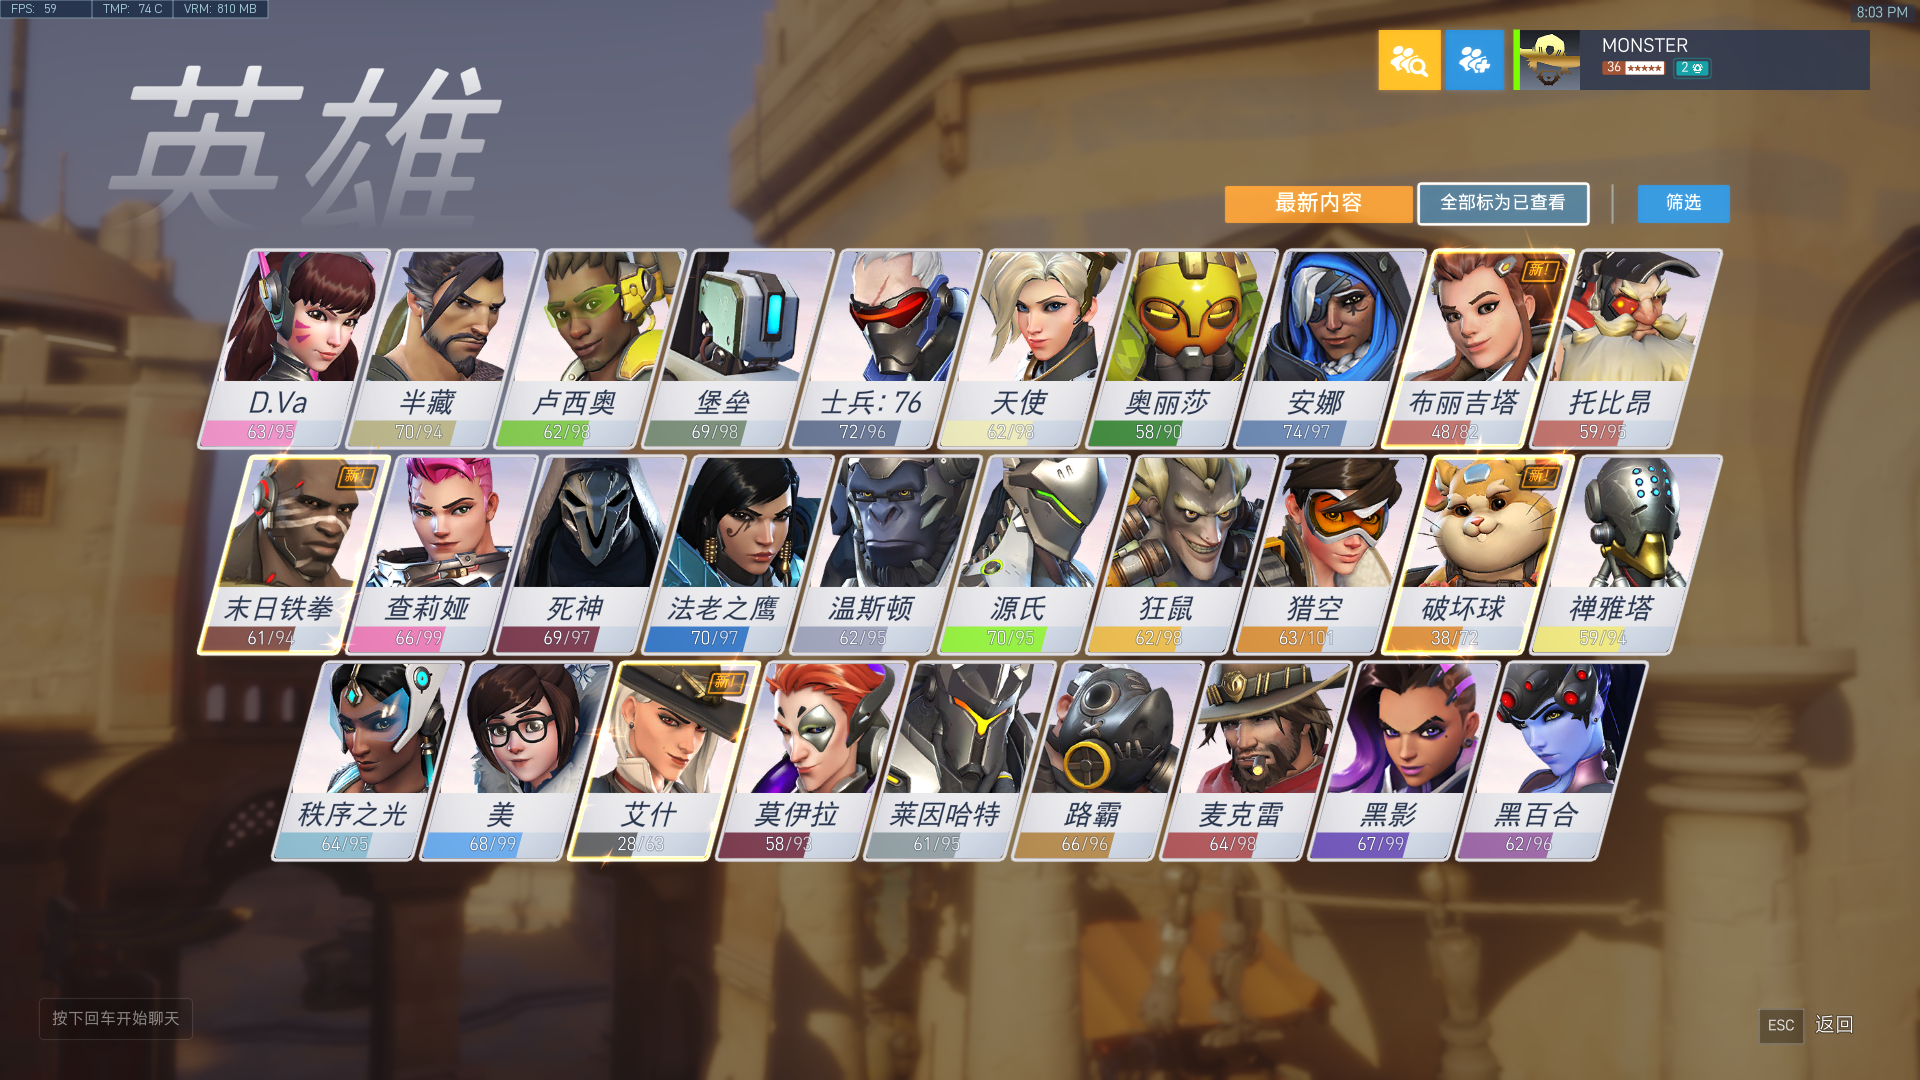 FPS: 59 TMP: 74 C VRM: 810 MB
8:03 PM
MONSTER
36 ★★★★★ 2
英雄
最新内容 全部标为已查看 筛选
新!
D.Va 半藏 卢西奥 堡垒 士兵: 76 天使 奥丽莎 安娜 布丽吉塔 托比昂
63/95 70/94 62/98 69/98 72/96 62/98 58/90 74/97 48/82 59/95
新! 新!
末日铁拳 查莉娅 死神 法老之鹰 温斯顿 源氏 狂鼠 猎空 破坏球 禅雅塔
61/94 66/99 69/97 70/97 62/95 70/95 62/98 63/101 38/72 59/94
新!
秩序之光 美 艾什 莫伊拉 莱因哈特 路霸 麦克雷 黑影 黑百合
64/95 68/99 28/63 58/93 61/95 66/96 64/98 67/99 62/96
按下回车开始聊天
ESC 返回